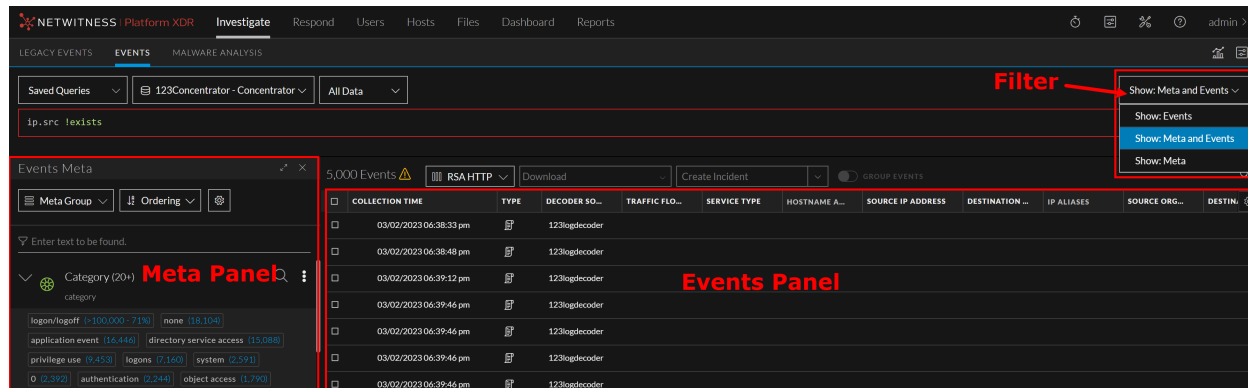 NETWITNESS | Platform XDR Investigate Respond Users Hosts Files Dashboard Reports admin >
LEGACY EVENTS EVENTS MALWARE ANALYSIS
Filter
Saved Queries 123Concentrator - Concentrator All Data Show: Meta and Events
Show: Events
ip.src !exists
Show: Meta and Events
Show: Meta
Events Meta
5,000 Events RSA HTTP Download Create Incident GROUP EVENTS
Meta Group Ordering
COLLECTION TIME TYPE DECODER SO... TRAFFIC FLO... SERVICE TYPE HOSTNAME A... SOURCE IP ADDRESS DESTINATION ... IP ALIASES SOURCE ORG... DESTIN
03/02/2023 06:38:33 pm 123logdecoder
Enter text to be found.
03/02/2023 06:38:48 pm 123logdecoder
Category (20+)
Meta Panel
category
03/02/2023 06:39:12 pm 123logdecoder
Events Panel
03/02/2023 06:39:46 pm 123logdecoder
logon/logoff (>100,000 - 71%) none (18,104)
03/02/2023 06:39:46 pm 123logdecoder
application event (16,446) directory service access (15,088)
privilege use (9,453) logons (7,160) system (2,591)
03/02/2023 06:39:46 pm 123logdecoder
0 (2,392) authentication (2,244) object access (1,790)
03/02/2023 06:39:46 pm 123logdecoder